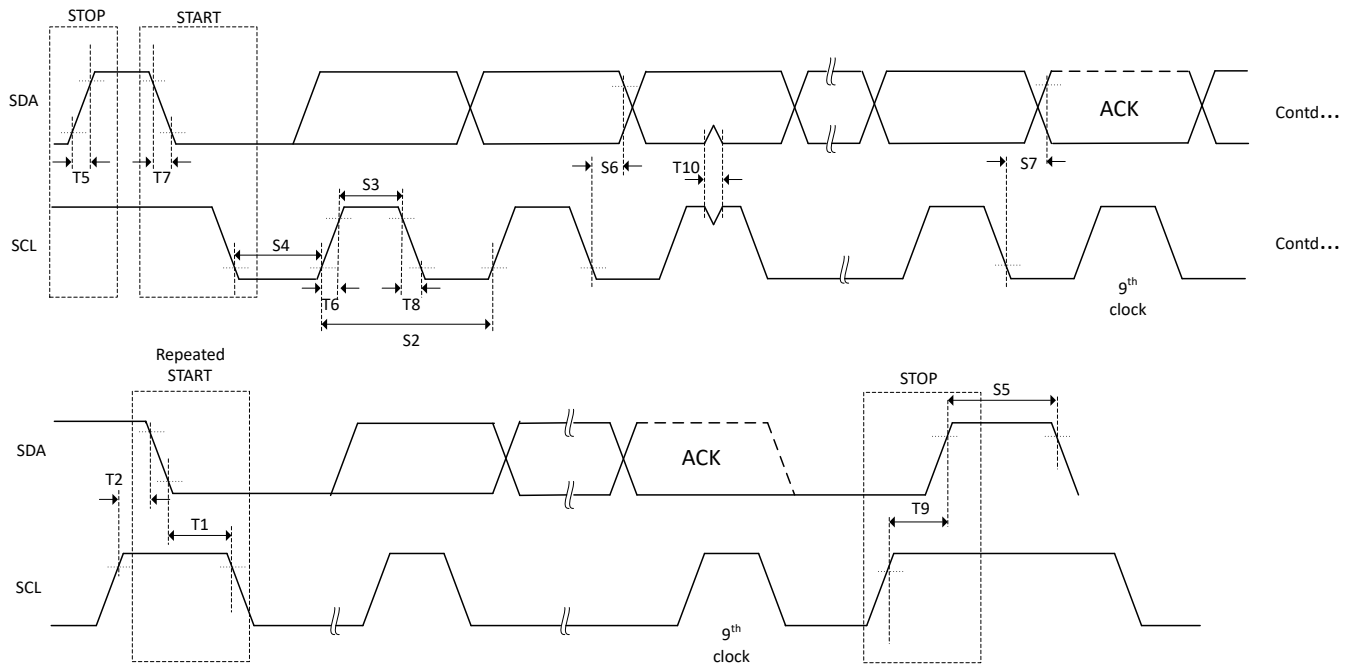 STOP
START
SDA
ACK
Contd...
T5
T7
S6
T10
S7
S3
SCL
S4
Contd...
T6
T8
9th
clock
S2
Repeated
START
STOP
S5
SDA
ACK
T2
T9
T1
SCL
9th
clock